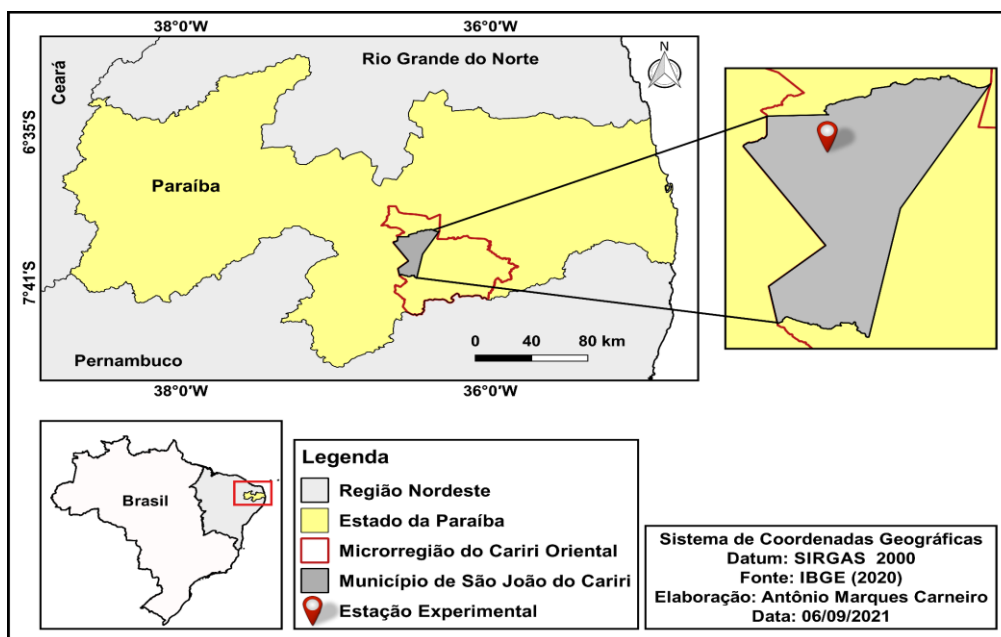 38°0'W
36°0'W
Ceará
Rio Grande do Norte
N
6°35'S
Paraíba
7°41'S
Pernambuco
0 40 80 km
38°0'W
36°0'W
Brasil
Legenda
Região Nordeste
Estado da Paraíba
Microrregião do Cariri Oriental
Município de São João do Cariri
Estação Experimental
Sistema de Coordenadas Geográficas
Datum: SIRGAS 2000
Fonte: IBGE (2020)
Elaboração: Antônio Marques Carneiro
Data: 06/09/2021